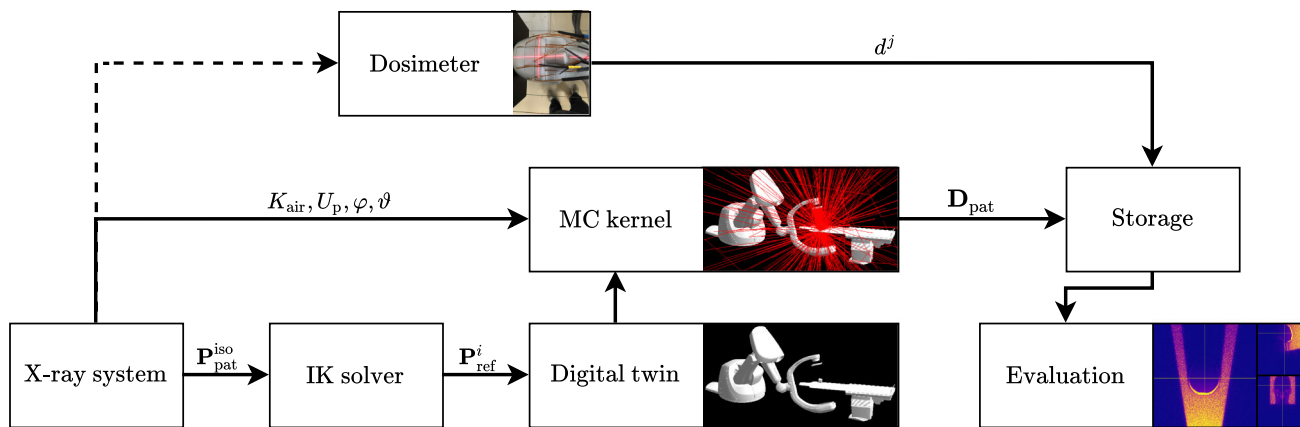 Dosimeter
d^j
K_air, U_p, φ, ϑ
MC kernel
D_pat
Storage
X-ray system
P_pat^iso
IK solver
P_ref^i
Digital twin
Evaluation